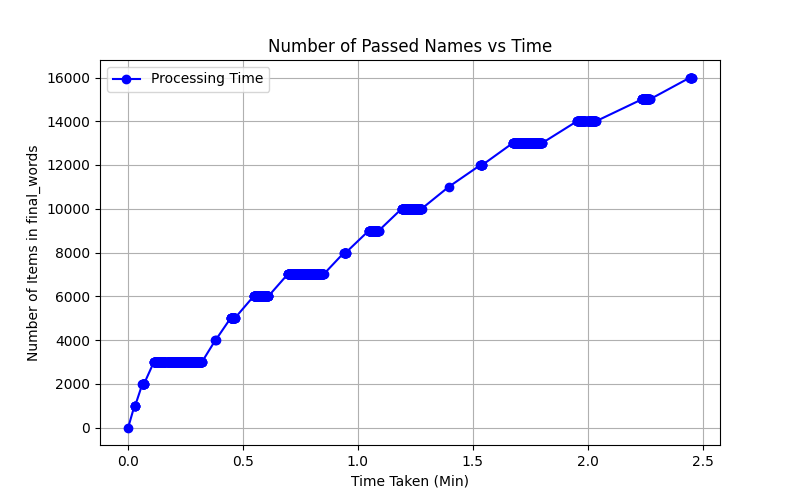 Number of Passed Names vs Time
Processing Time
16000
14000
12000
10000
8000
6000
4000
2000
0
Number of Items in final_words
0.0 0.5 1.0 1.5 2.0 2.5
Time Taken (Min)